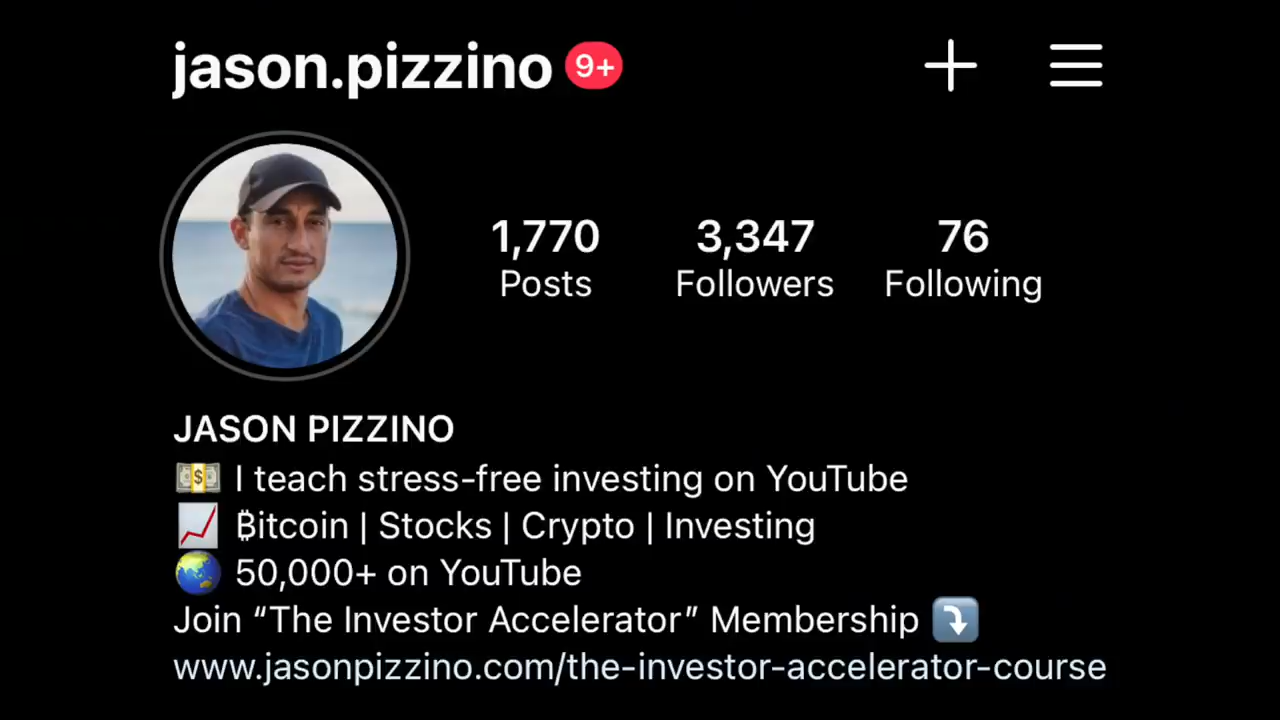 jason.pizzino 9+
1,770 3,347 76
Posts Followers Following
JASON PIZZINO
💵 I teach stress-free investing on YouTube
📈 ₿itcoin | Stocks | Crypto | Investing
🌏 50,000+ on YouTube
Join “The Investor Accelerator” Membership ⤵️
www.jasonpizzino.com/the-investor-accelerator-course